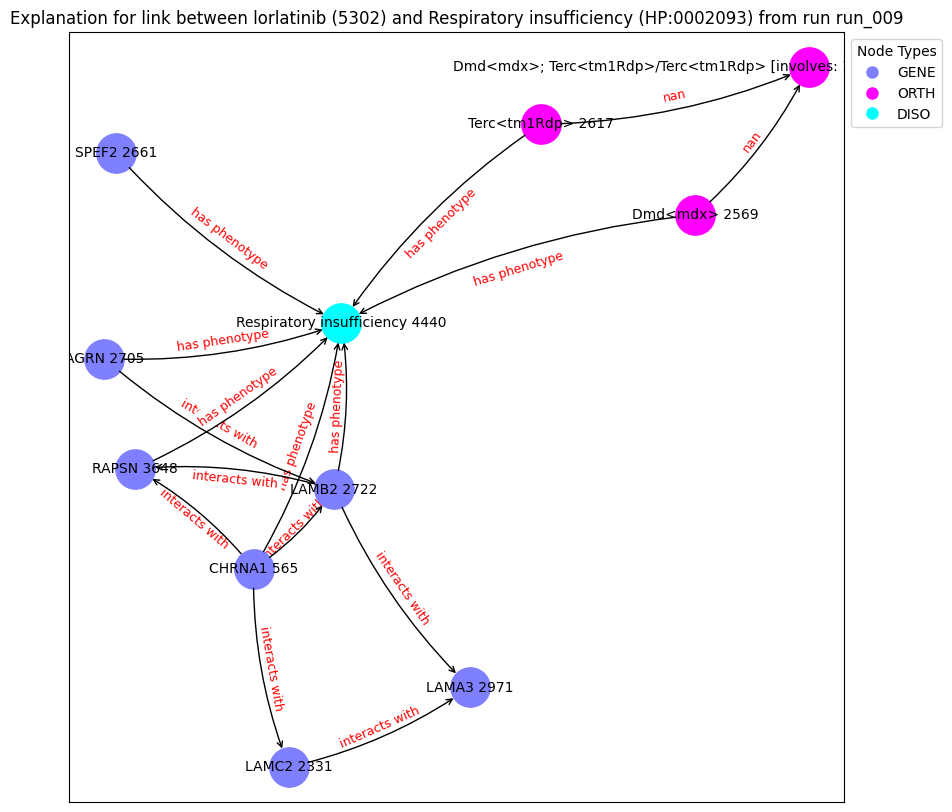 Explanation for link between lorlatinib (5302) and Respiratory insufficiency (HP:0002093) from run run_009
Node Types
GENE
ORTH
DISO
Dmd<mdx>; Terc<tm1Rdp>/Terc<tm1Rdp> [involves:
nan
Terc<tm1Rdp> 2617
SPEF2 2661
nan
Dmd<mdx> 2569
has phenotype
has phenotype
has phenotype
Respiratory insufficiency 4440
has phenotype
AGRN 2705
has phenotype
interacts with
has phenotype
has phenotype
RAPSN 3648
interacts with
LAMB2 2722
interacts with
interacts with
CHRNA1 565
interacts with
interacts with
LAMA3 2971
interacts with
LAMC2 2331